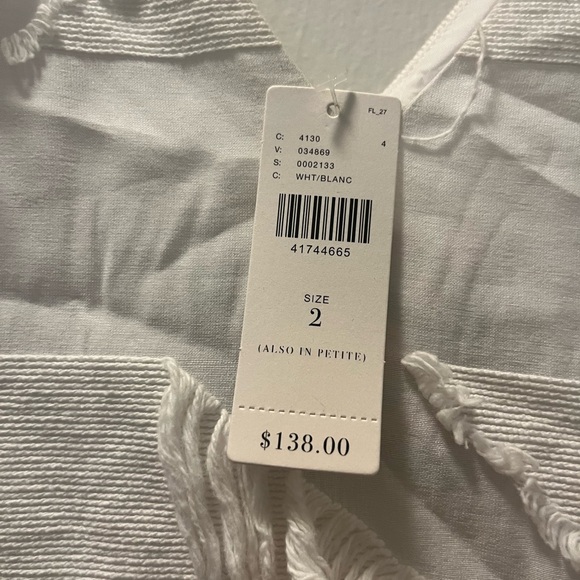 FL_27
C: 4130 4
V: 034869
S: 0002133
C: WHT/BLANC
41744665
SIZE
2
(ALSO IN PETITE)
$138.00